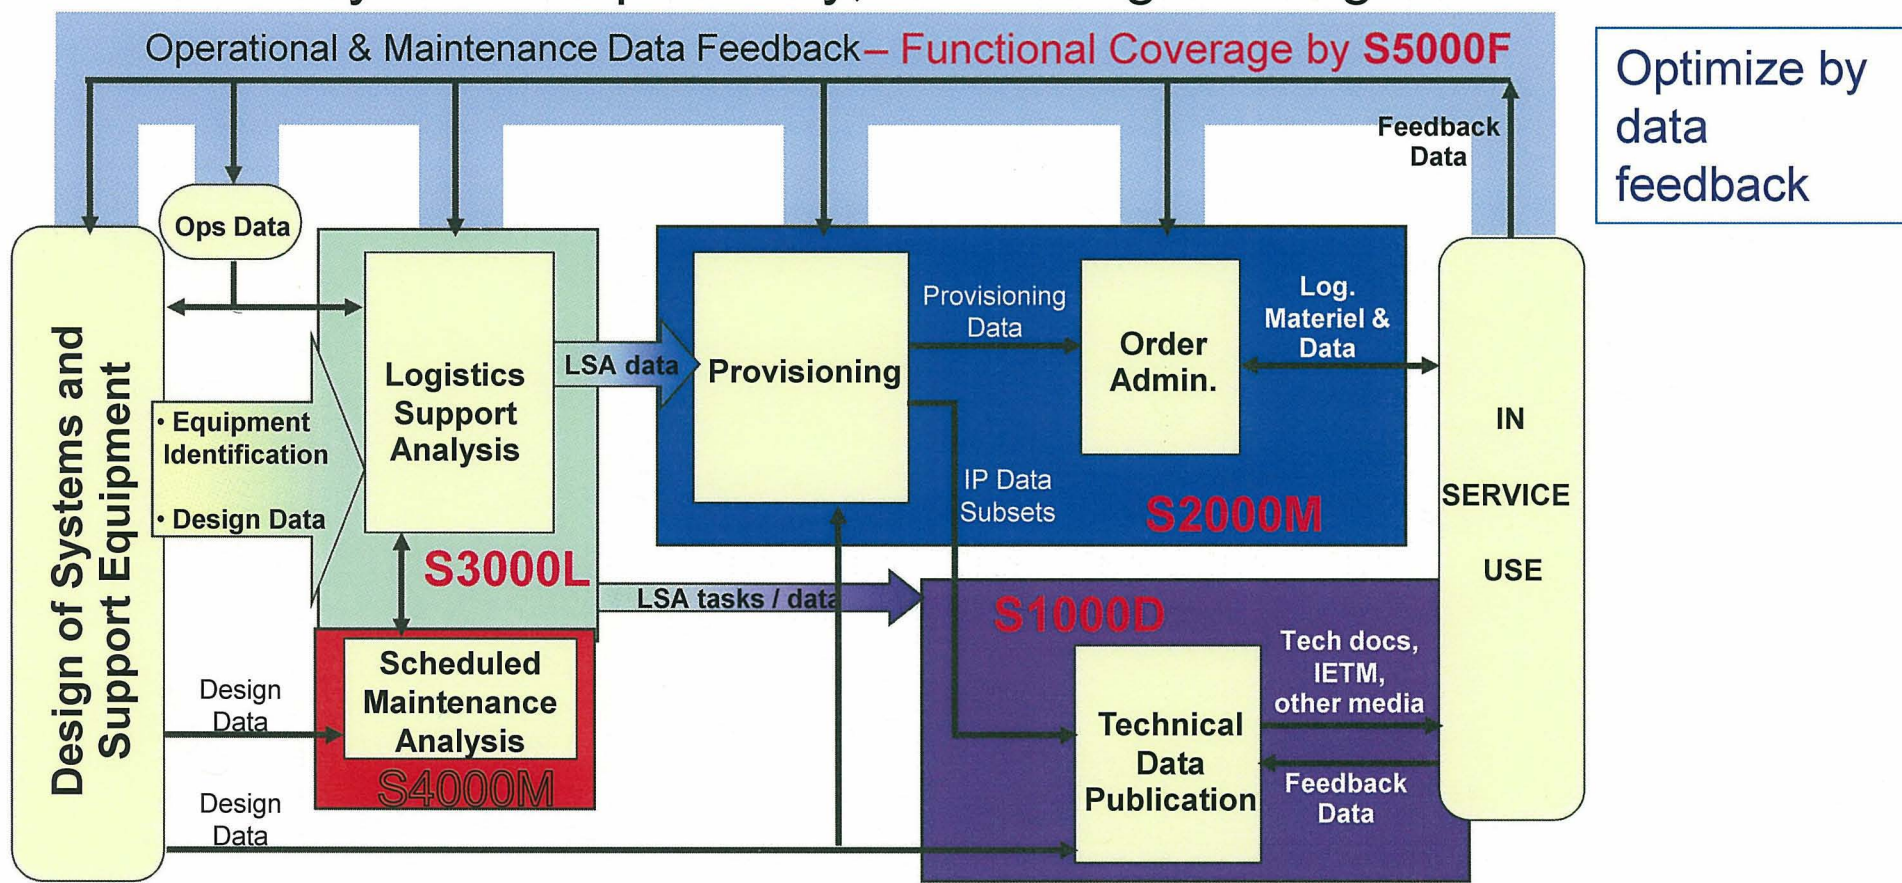 Operational & Maintenance Data Feedback – Functional Coverage by S5000F
Optimize by
data
feedback
Feedback
Data
Ops Data
Design of Systems and
Support Equipment
• Equipment
Identification
• Design Data
Logistics
Support
Analysis
S3000L
LSA data
Provisioning
Provisioning
Data
Order
Admin.
Log.
Materiel &
Data
IP Data
Subsets
S2000M
IN
SERVICE
USE
LSA tasks / data
S1000D
Scheduled
Maintenance
Analysis
S4000M
Design
Data
Design
Data
Technical
Data
Publication
Tech docs,
IETM,
other media
Feedback
Data